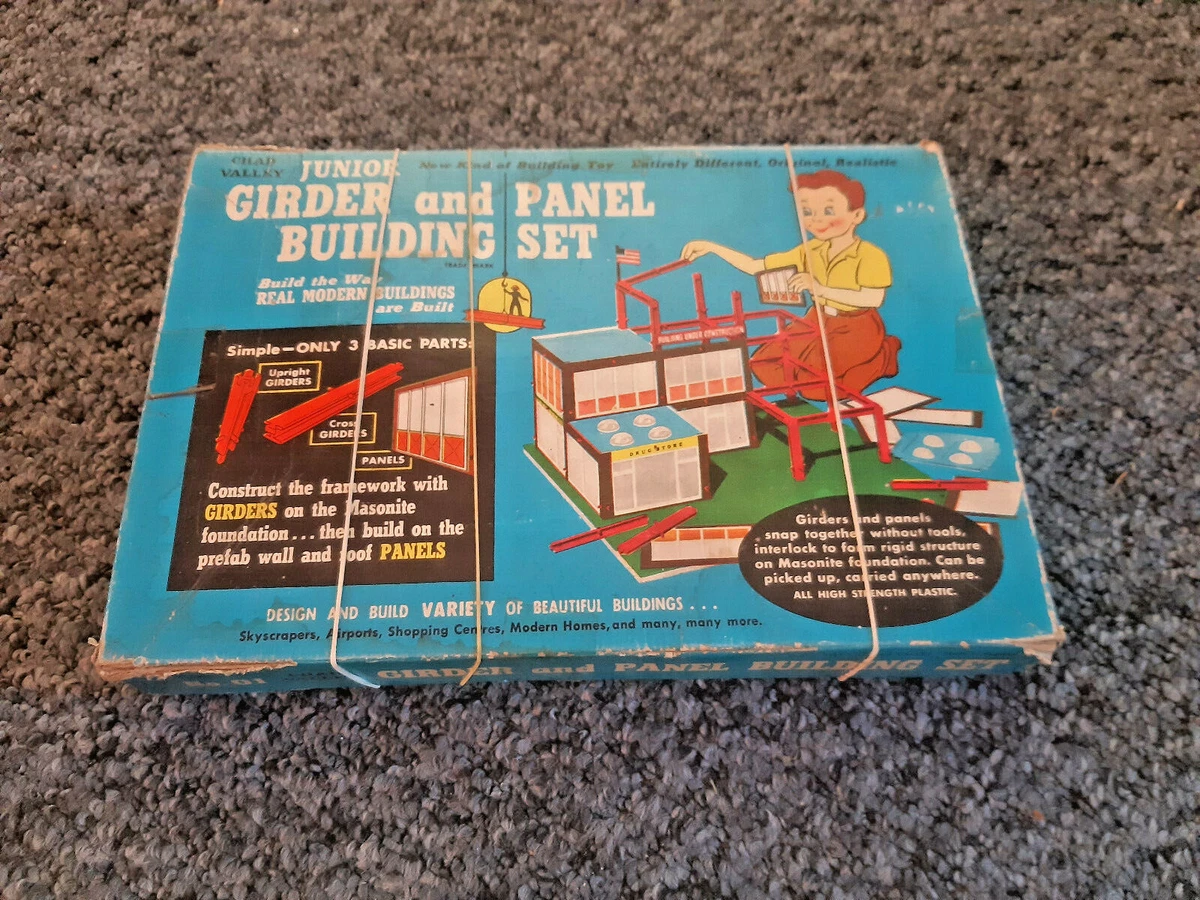 CHAD
VALLEY
JUNIOR
New Kind of Building Toy Entirely Different, Original, Realistic
GIRDER and PANEL
BUILDING SET
TRADE MARK
Build the Wa
REAL MODERN BUILDINGS
are Built
Simple—ONLY 3 BASIC PARTS:
Upright
GIRDERS
Cross
GIRDERS
PANELS
Construct the framework with
GIRDERS on the Masonite
foundation...then build on the
prefab wall and roof PANELS
BUILDING UNDER CONSTRUCTION
DRUG STORE
Girders and panels
snap together without tools,
interlock to form rigid structure
on Masonite foundation. Can be
picked up, carried anywhere.
ALL HIGH STRENGTH PLASTIC.
DESIGN AND BUILD VARIETY OF BEAUTIFUL BUILDINGS...
Skyscrapers, Airports, Shopping Centres, Modern Homes, and many, many more.
GIRDER and PANEL BUILDING SET